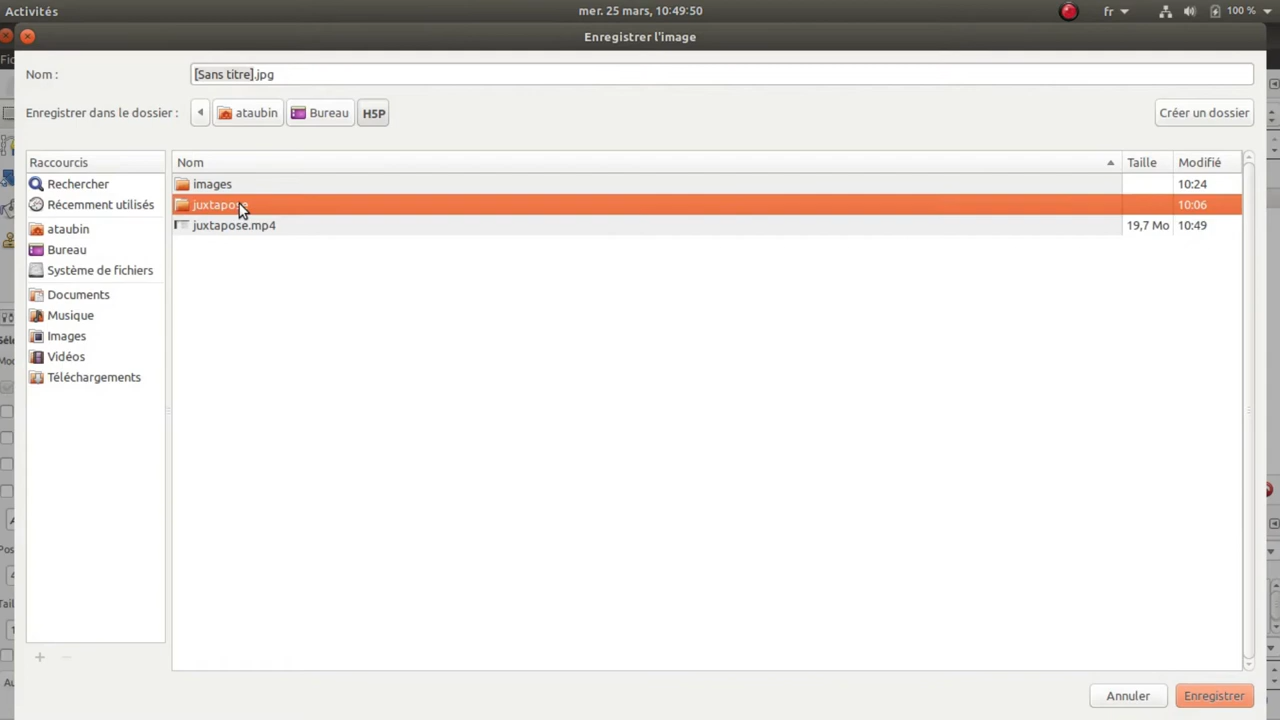 Activités
mer. 25 mars, 10:49:50
fr
100 %
Enregistrer l'image
Nom :
[Sans titre].jpg
Enregistrer dans le dossier :
ataubin
Bureau
H5P
Créer un dossier
Raccourcis
Nom
Taille
Modifié
Rechercher
images
10:24
Récemment utilisés
juxtapose
10:06
ataubin
juxtapose.mp4
19,7 Mo
10:49
Bureau
Système de fichiers
Documents
Musique
Images
Vidéos
Téléchargements
Annuler
Enregistrer